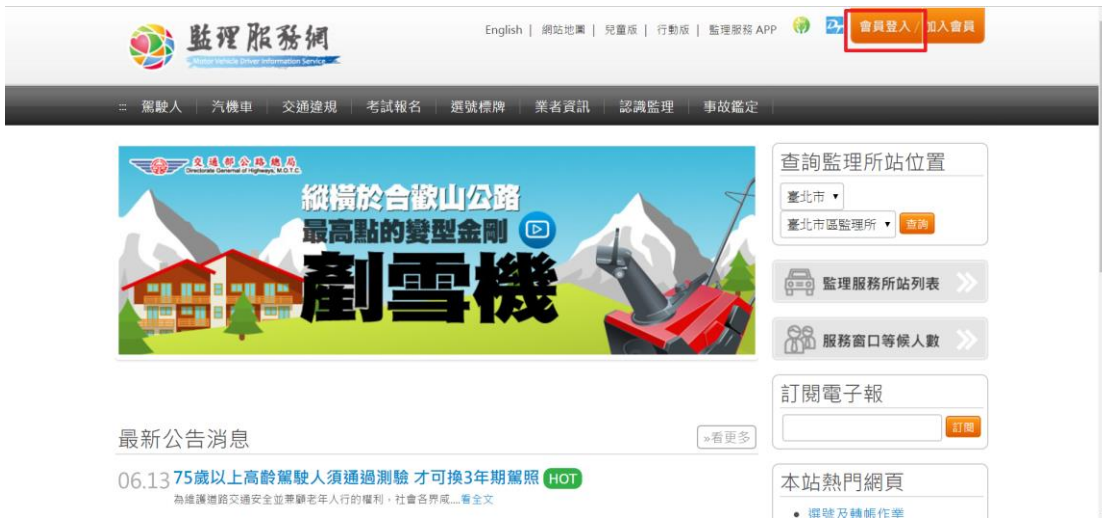 English | 網站地圖 | 兒童版 | 行動版 | 監理服務 APP
會員登入 / 加入會員
監理服務網
Motor Vehicle Driver Information Service
::: 駕駛人 | 汽機車 | 交通違規 | 考試報名 | 選號標牌 | 業者資訊 | 認識監理 | 事故鑑定
交通部公路總局
Directorate General of Highways, M.O.T.C.
縱橫於合歡山公路
最高點的變型金剛
剷雪機
查詢監理所站位置
臺北市
臺北市區監理所 查詢
監理服務所站列表
服務窗口等候人數
訂閱電子報
訂閱
最新公告消息
»看更多
06.13 75歲以上高齡駕駛人須通過測驗 才可換3年期駕照 HOT
為維護道路交通安全並兼顧老年人行的權利，社會各界咸....看全文
本站熱門網頁
選號及轉帳作業